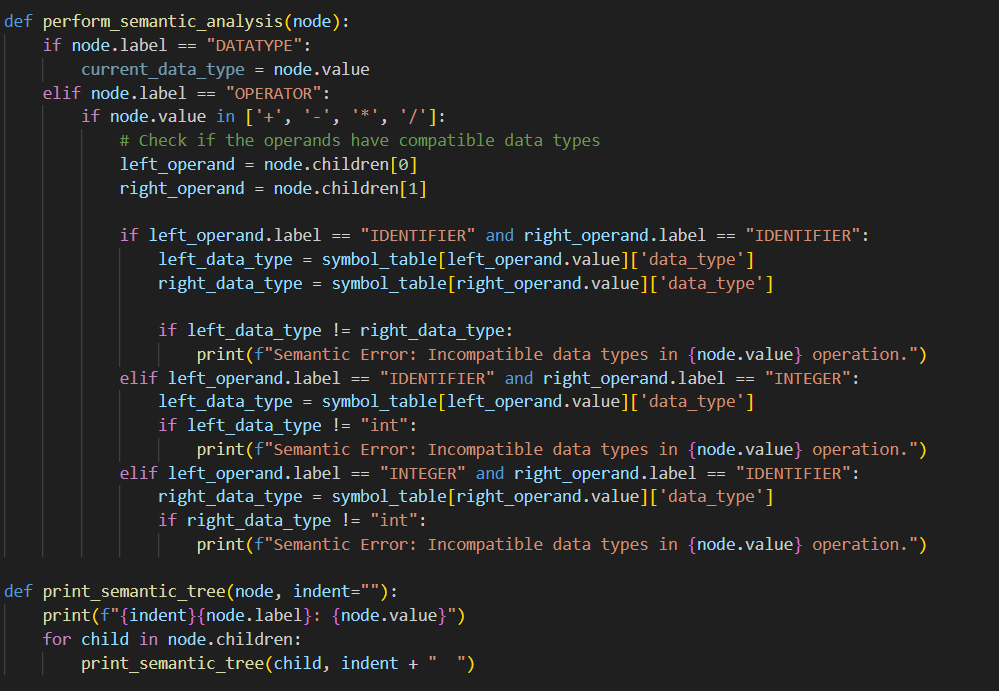 def perform_semantic_analysis(node):
    if node.label == "DATATYPE":
        current_data_type = node.value
    elif node.label == "OPERATOR":
        if node.value in ['+', '-', '*', '/']:
            # Check if the operands have compatible data types
            left_operand = node.children[0]
            right_operand = node.children[1]

            if left_operand.label == "IDENTIFIER" and right_operand.label == "IDENTIFIER":
                left_data_type = symbol_table[left_operand.value]['data_type']
                right_data_type = symbol_table[right_operand.value]['data_type']

                if left_data_type != right_data_type:
                    print(f"Semantic Error: Incompatible data types in {node.value} operation.")
            elif left_operand.label == "IDENTIFIER" and right_operand.label == "INTEGER":
                left_data_type = symbol_table[left_operand.value]['data_type']
                if left_data_type != "int":
                    print(f"Semantic Error: Incompatible data types in {node.value} operation.")
            elif left_operand.label == "INTEGER" and right_operand.label == "IDENTIFIER":
                right_data_type = symbol_table[right_operand.value]['data_type']
                if right_data_type != "int":
                    print(f"Semantic Error: Incompatible data types in {node.value} operation.")

def print_semantic_tree(node, indent=""):
    print(f"{indent}{node.label}: {node.value}")
    for child in node.children:
        print_semantic_tree(child, indent + "  ")